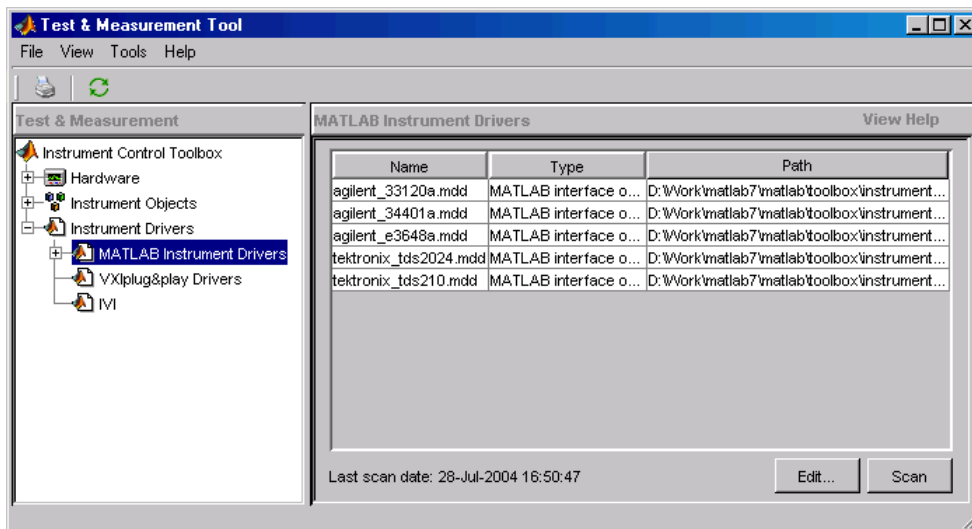 Test & Measurement Tool
File View Tools Help
Test & Measurement
Instrument Control Toolbox
Hardware
Instrument Objects
Instrument Drivers
MATLAB Instrument Drivers
VXIplug&play Drivers
IVI
MATLAB Instrument Drivers View Help
Name Type Path
agilent_33120a.mdd MATLAB interface o... D:\Work\matlab7\matlab\toolbox\instrument...
agilent_34401a.mdd MATLAB interface o... D:\Work\matlab7\matlab\toolbox\instrument...
agilent_e3648a.mdd MATLAB interface o... D:\Work\matlab7\matlab\toolbox\instrument...
tektronix_tds2024.mdd MATLAB interface o... D:\Work\matlab7\matlab\toolbox\instrument...
tektronix_tds210.mdd MATLAB interface o... D:\Work\matlab7\matlab\toolbox\instrument...
Last scan date: 28-Jul-2004 16:50:47 Edit... Scan